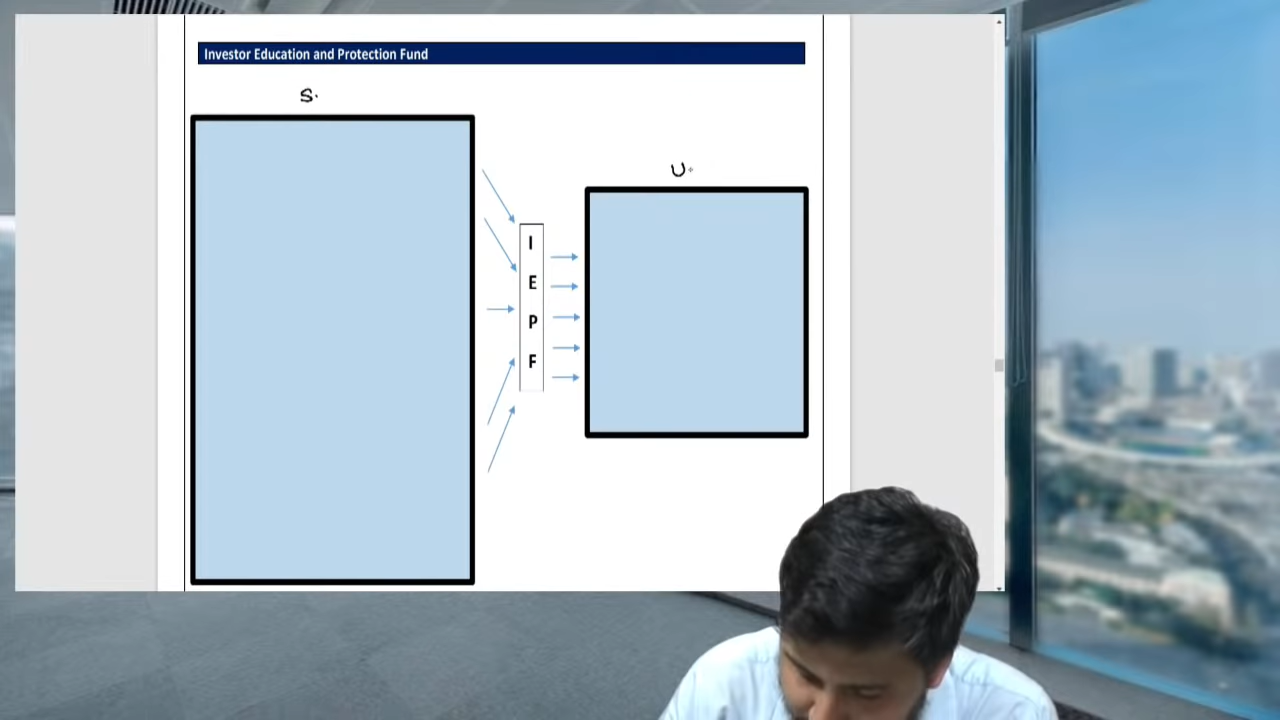 Investor Education and Protection Fund
S.
U.
I
E
P
F